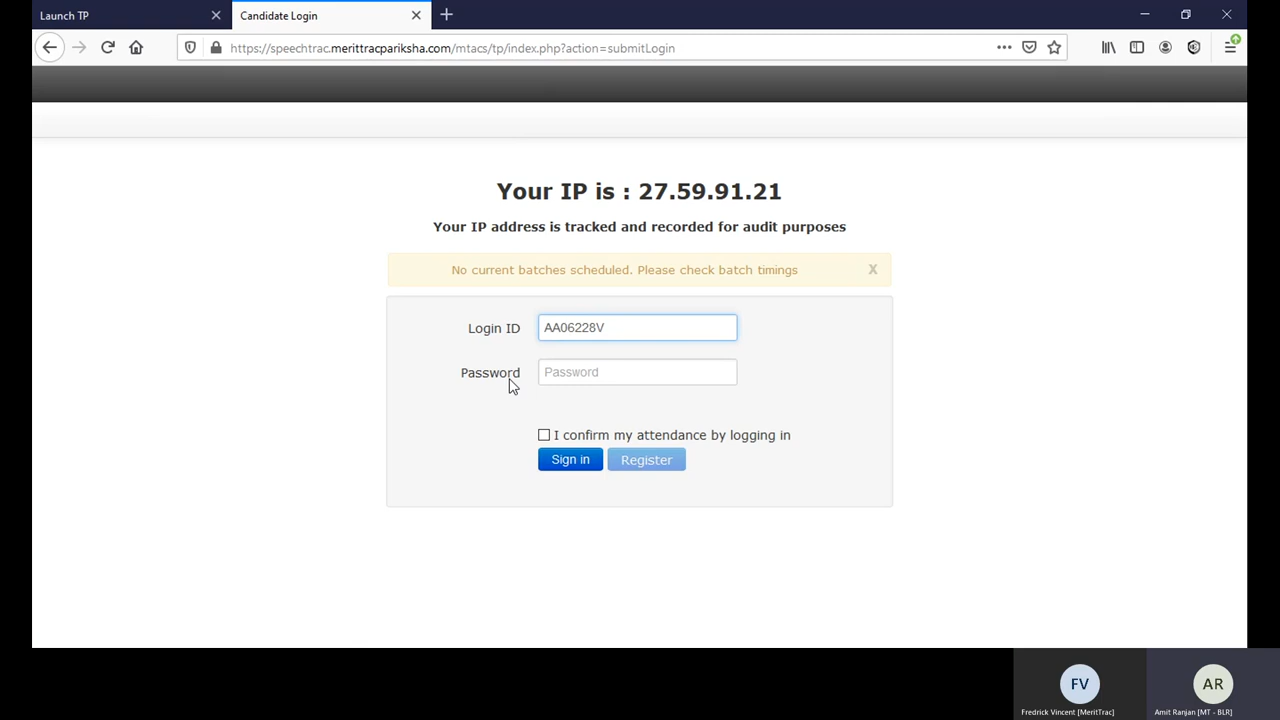 Launch TP
Candidate Login
https://speechtrac.merittracpariksha.com/mtacs/tp/index.php?action=submitLogin
Your IP is : 27.59.91.21
Your IP address is tracked and recorded for audit purposes
No current batches scheduled. Please check batch timings X
Login ID AA06228V
Password Password
I confirm my attendance by logging in
Sign in Register
FV AR
Fredrick Vincent [MeritTrac] Amit Ranjan [MT - BLR]